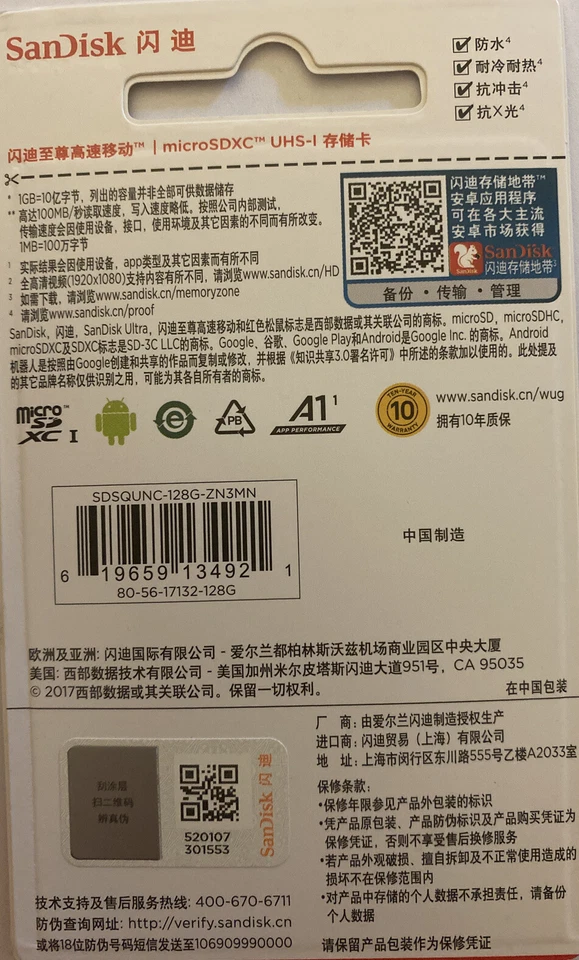 SanDisk 闪迪
防水4
耐冷耐热4
抗冲击4
抗X光4
闪迪至尊高速移动™ | microSDXC™ UHS-I 存储卡
* 1GB=10亿字节，列出的容量并非全部可供数据储存
** 高达100MB/秒读取速度，写入速度略低。按照公司内部测试，
传输速度会因使用设备，接口，使用环境及其它因素的不同而有所改变。
1MB=100万字节
1 实际结果会因使用设备，app类型及其它因素而有所不同
2 全高清视频(1920x1080)支持内容有所不同，请浏览www.sandisk.cn/HD
3 如需下载，请浏览www.sandisk.cn/memoryzone
4 请浏览www.sandisk.cn/proof
闪迪存储地带™
安卓应用程序
可在各大主流
安卓市场获得
SanDisk
SanDisk
闪迪存储地带3
备份 • 传输 • 管理
SanDisk，闪迪，SanDisk Ultra，闪迪至尊高速移动和红色松鼠标志是西部数据或其关联公司的商标。microSD，microSDHC，
microSDXC及SDXC标志是SD-3C LLC的商标。Google、谷歌、Google Play和Android是Google Inc. 的商标。Android
机器人是按照由Google创建和共享的作品而复制或修改，并根据《知识共享3.0署名许可》中所述的条款加以使用的。此处提及
的其它品牌名称仅供识别之用，可能为其各自所有者的商标。
micro SD XC I
e
PB
A1 1
APP PERFORMANCE
TEN-YEAR
10
WARRANTY
www.sandisk.cn/wug
拥有10年质保
SDSQUNC-128G-ZN3MN
6 19659 13492 1
80-56-17132-128G
中国制造
欧洲及亚洲: 闪迪国际有限公司 - 爱尔兰都柏林斯沃兹机场商业园区中央大厦
美国: 西部数据技术有限公司 - 美国加州米尔皮塔斯闪迪大道951号，CA 95035
© 2017西部数据或其关联公司。保留一切权利。
在中国包装
厂 商: 由爱尔兰闪迪制造授权生产
进口商: 闪迪贸易（上海）有限公司
地 址: 上海市闵行区东川路555号乙楼A2033室
刮涂层
扫二维码
辨真伪
520107
301553
SanDisk 闪迪
保修条款:
•保修年限参见产品外包装的标识
•凭产品原包装、产品防伪标识及产品购买凭证为
保修凭证，否则不享受售后换修服务
•若产品外观破损、擅自拆卸及不正常使用造成的
损坏不在保修范围内
•对产品中存储的个人数据不承担责任，请备份
个人数据
请保留产品包装作为保修凭证
技术支持及售后服务热线: 400-670-6711
防伪查询网址: http://verify.sandisk.cn
或将18位防伪号码短信发送至106909990000